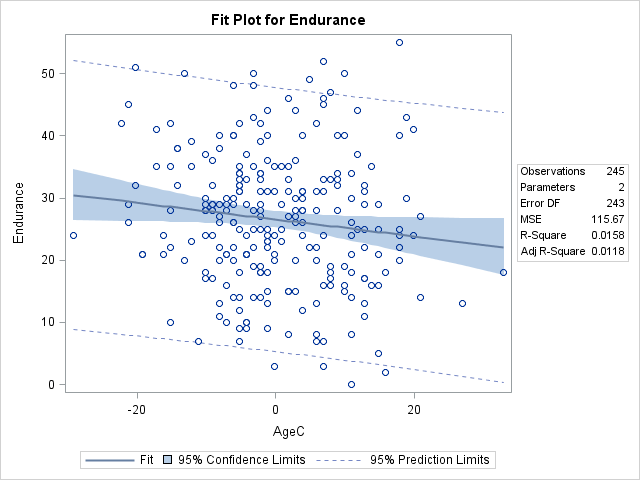 Fit Plot for Endurance
50
40
30
20
10
0
Endurance
-20 0 20
AgeC
Observations 245
Parameters 2
Error DF 243
MSE 115.67
R-Square 0.0158
Adj R-Square 0.0118
Fit 95% Confidence Limits 95% Prediction Limits